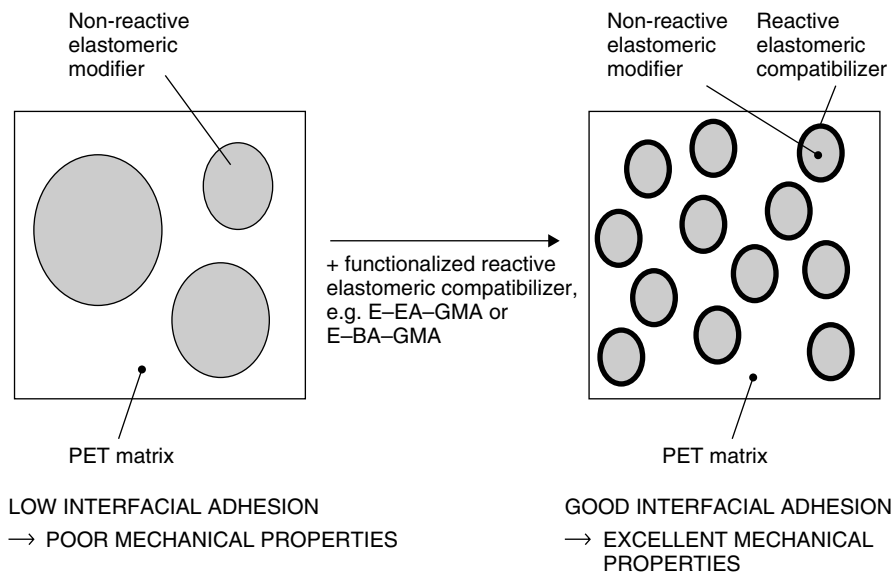 Non-reactive
elastomeric
modifier
Non-reactive
elastomeric
modifier
Reactive
elastomeric
compatibilizer
+ functionalized reactive
elastomeric compatibilizer,
e.g. E–EA–GMA or
E–BA–GMA
PET matrix
PET matrix
LOW INTERFACIAL ADHESION
→ POOR MECHANICAL PROPERTIES
GOOD INTERFACIAL ADHESION
→ EXCELLENT MECHANICAL
PROPERTIES